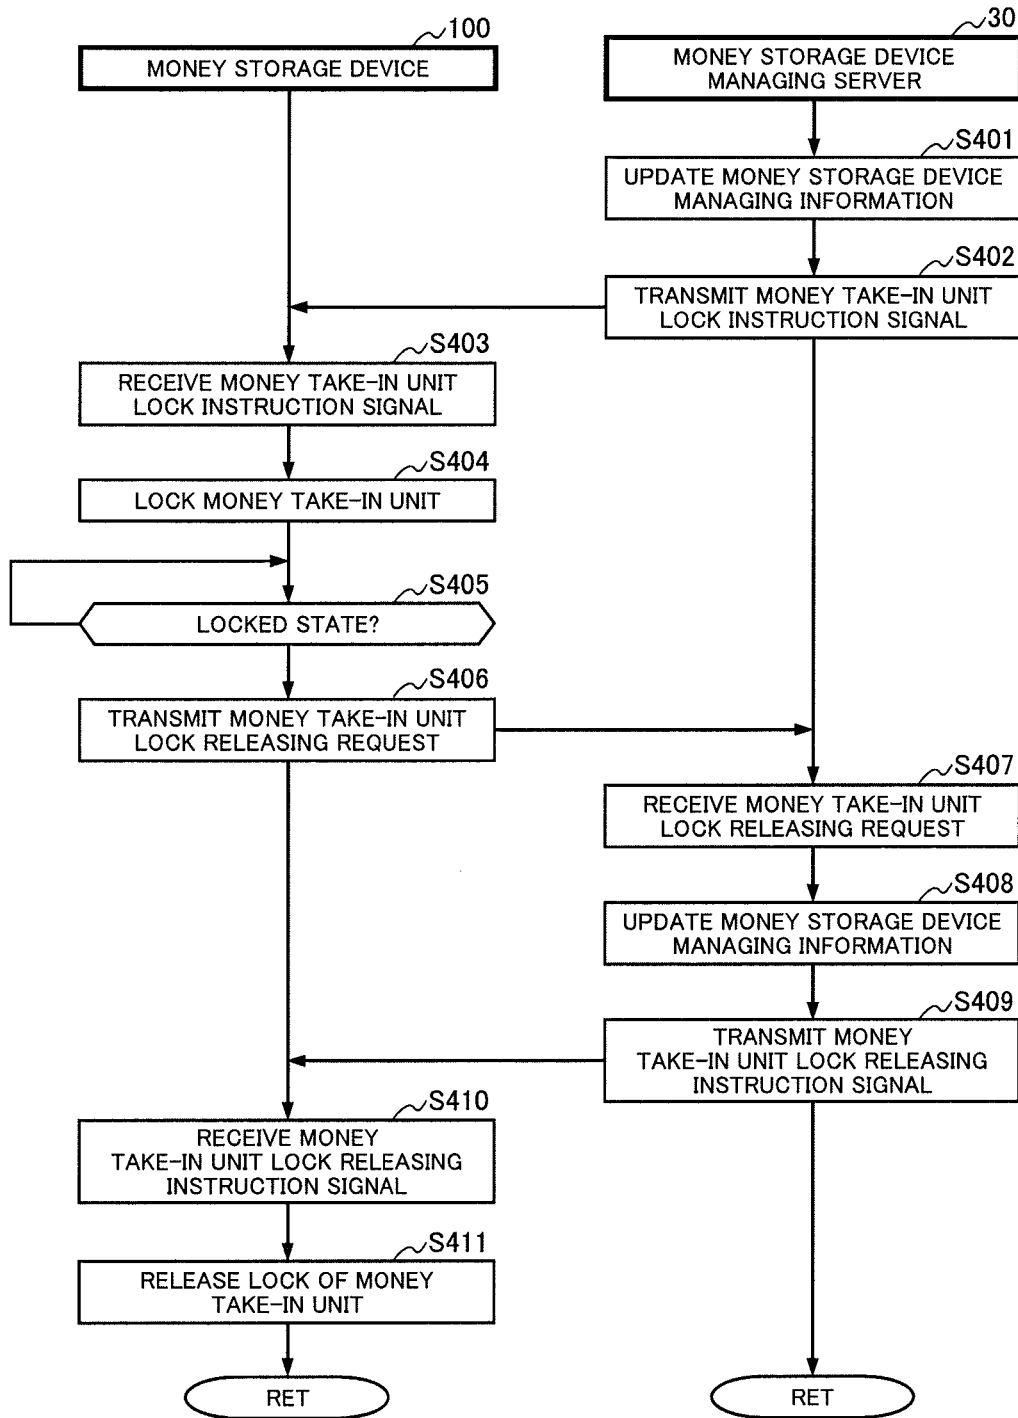 100
MONEY STORAGE DEVICE
30
MONEY STORAGE DEVICE
MANAGING SERVER
S401
UPDATE MONEY STORAGE DEVICE
MANAGING INFORMATION
S402
TRANSMIT MONEY TAKE-IN UNIT
LOCK INSTRUCTION SIGNAL
S403
RECEIVE MONEY TAKE-IN UNIT
LOCK INSTRUCTION SIGNAL
S404
LOCK MONEY TAKE-IN UNIT
S405
LOCKED STATE?
S406
TRANSMIT MONEY TAKE-IN UNIT
LOCK RELEASING REQUEST
S407
RECEIVE MONEY TAKE-IN UNIT
LOCK RELEASING REQUEST
S408
UPDATE MONEY STORAGE DEVICE
MANAGING INFORMATION
S409
TRANSMIT MONEY
TAKE-IN UNIT LOCK RELEASING
INSTRUCTION SIGNAL
S410
RECEIVE MONEY
TAKE-IN UNIT LOCK RELEASING
INSTRUCTION SIGNAL
S411
RELEASE LOCK OF MONEY
TAKE-IN UNIT
RET
RET